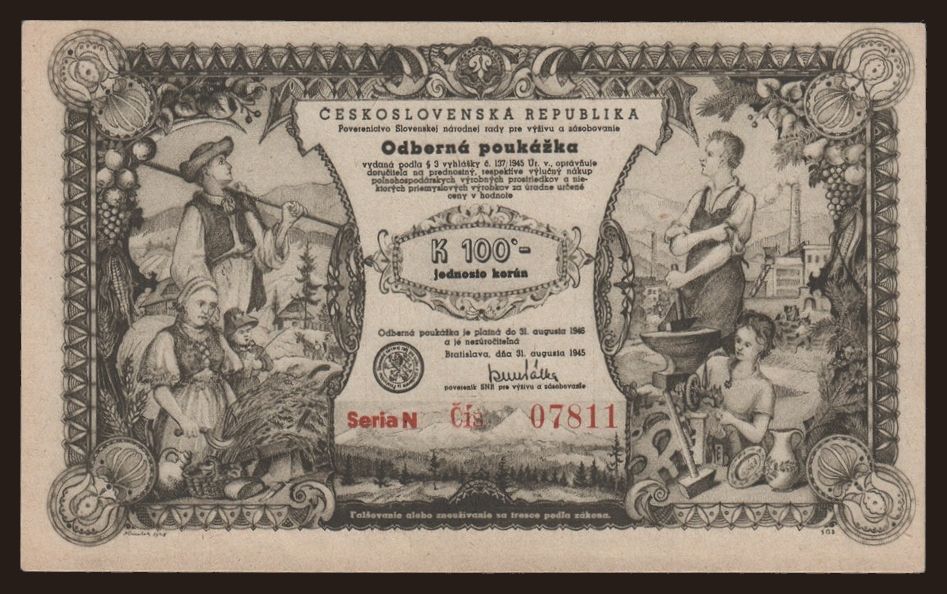 ČESKOSLOVENSKÁ REPUBLIKA
Poverenictvo Slovenskej národnej rady pre výživu a zásobovanie
Odberná poukážka
vydaná podľa § 3 vyhlášky č. 137/1945 Úr. v., oprávňuje
doručiteľa na prednostný, respektíve výlučný nákup
poľnohospodárskych výrobných prostriedkov a nie-
ktorých priemyslových výrobkov za úradne určené
ceny v hodnote
K 100·-
jednosto korún
Odberná poukážka je platná do 31. augusta 1946
a je nezúročiteľná
Bratislava, dňa 31. augusta 1945
poverenik SNR pre výživu a zásobovanie
Seria N Čís. 07811
Falšovanie alebo zneužívanie sa tresce podľa zákona.